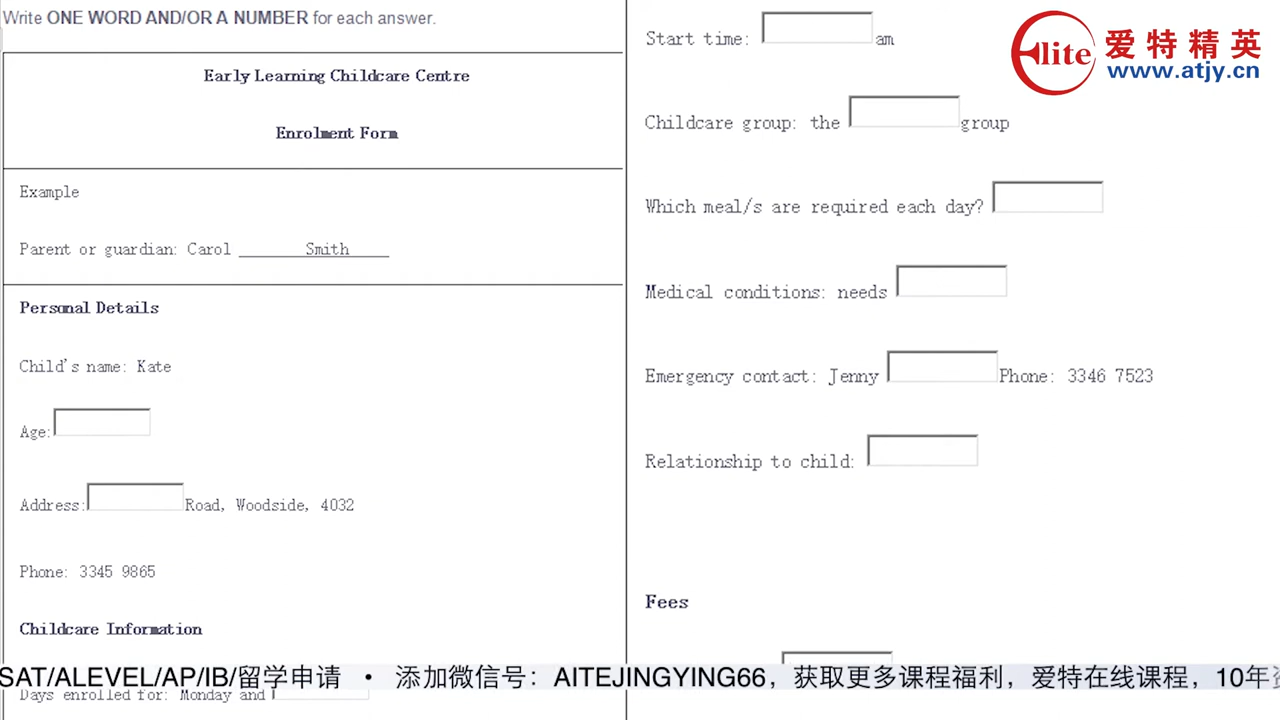 Write ONE WORD AND/OR A NUMBER for each answer.
Early Learning Childcare Centre
Enrolment Form
Example
Parent or guardian: Carol Smith
Personal Details
Child's name: Kate
Age:
Address: Road, Woodside, 4032
Phone: 3345 9865
Childcare Information
Days enrolled for: Monday and
Start time: am
Childcare group: the group
Which meal/s are required each day?
Medical conditions: needs
Emergency contact: Jenny Phone: 3346 7523
Relationship to child:
Fees
Elite 爱特精英
www.atjy.cn
SAT/ALEVEL/AP/IB/留学申请 • 添加微信号：AITEJINGYING66，获取更多课程福利，爱特在线课程，10年